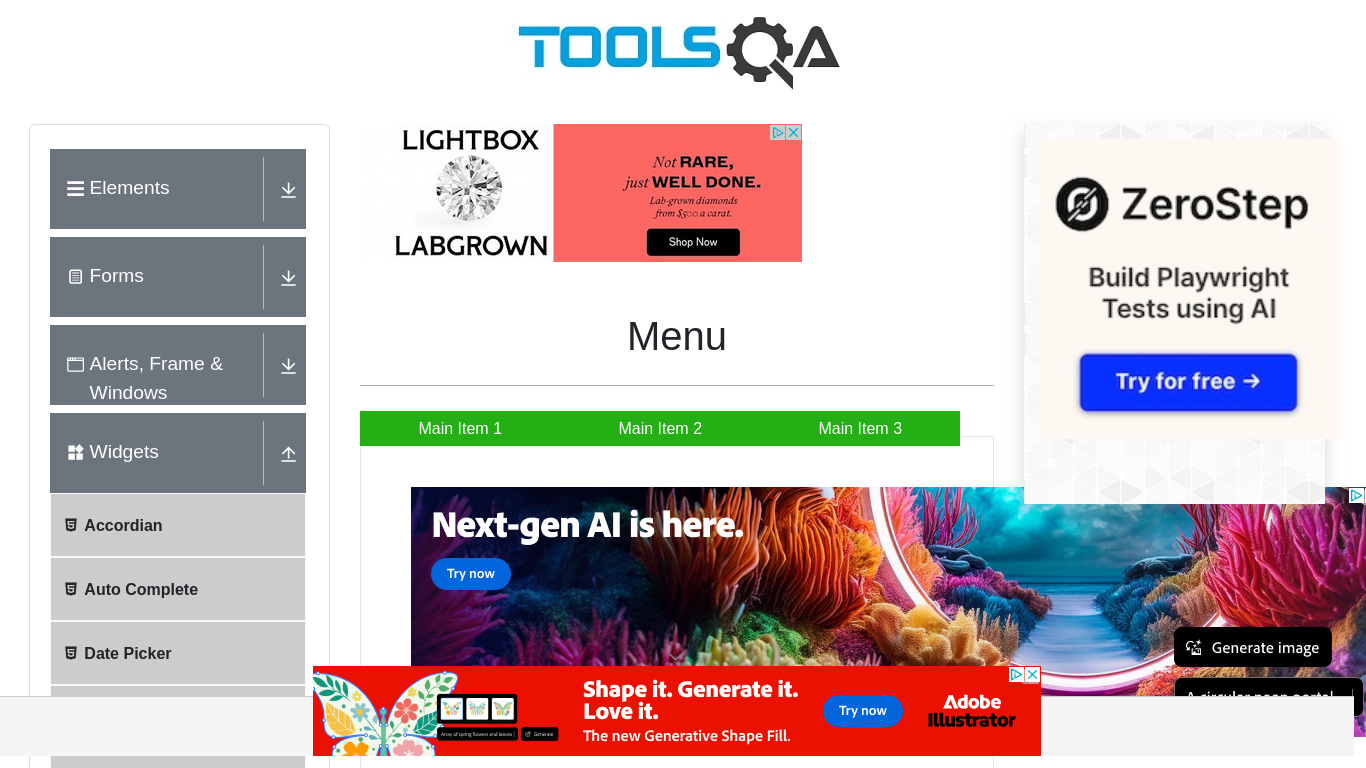 TOOLSQA
Elements
Forms
Alerts, Frame &
Windows
Widgets
Accordian
Auto Complete
Date Picker
LIGHTBOX
LABGROWN
Not RARE,
just WELL DONE.
Lab-grown diamonds
from $500 a carat.
Shop Now
Menu
Main Item 1
Main Item 2
Main Item 3
ZeroStep
Build Playwright
Tests using AI
Try for free →
Next-gen AI is here.
Try now
Generate image
Array of spring flowers and leaves
Generate
Shape it. Generate it.
Love it.
The new Generative Shape Fill.
Try now
Adobe
Illustrator